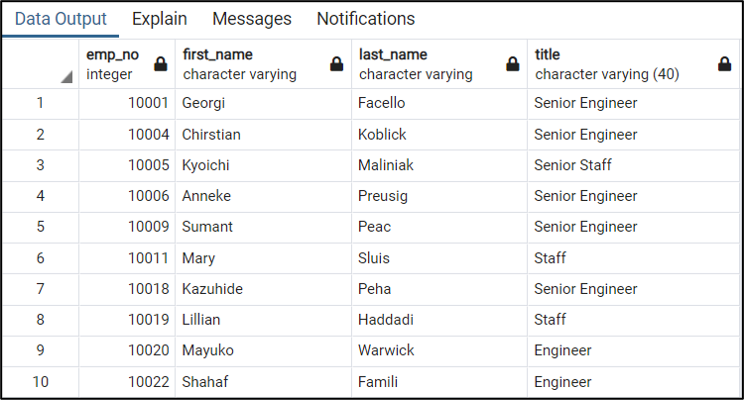 Data Output Explain Messages Notifications
emp_no first_name last_name title
integer character varying character varying character varying (40)
1 10001 Georgi Facello Senior Engineer
2 10004 Chirstian Koblick Senior Engineer
3 10005 Kyoichi Maliniak Senior Staff
4 10006 Anneke Preusig Senior Engineer
5 10009 Sumant Peac Senior Engineer
6 10011 Mary Sluis Staff
7 10018 Kazuhide Peha Senior Engineer
8 10019 Lillian Haddadi Staff
9 10020 Mayuko Warwick Engineer
10 10022 Shahaf Famili Engineer